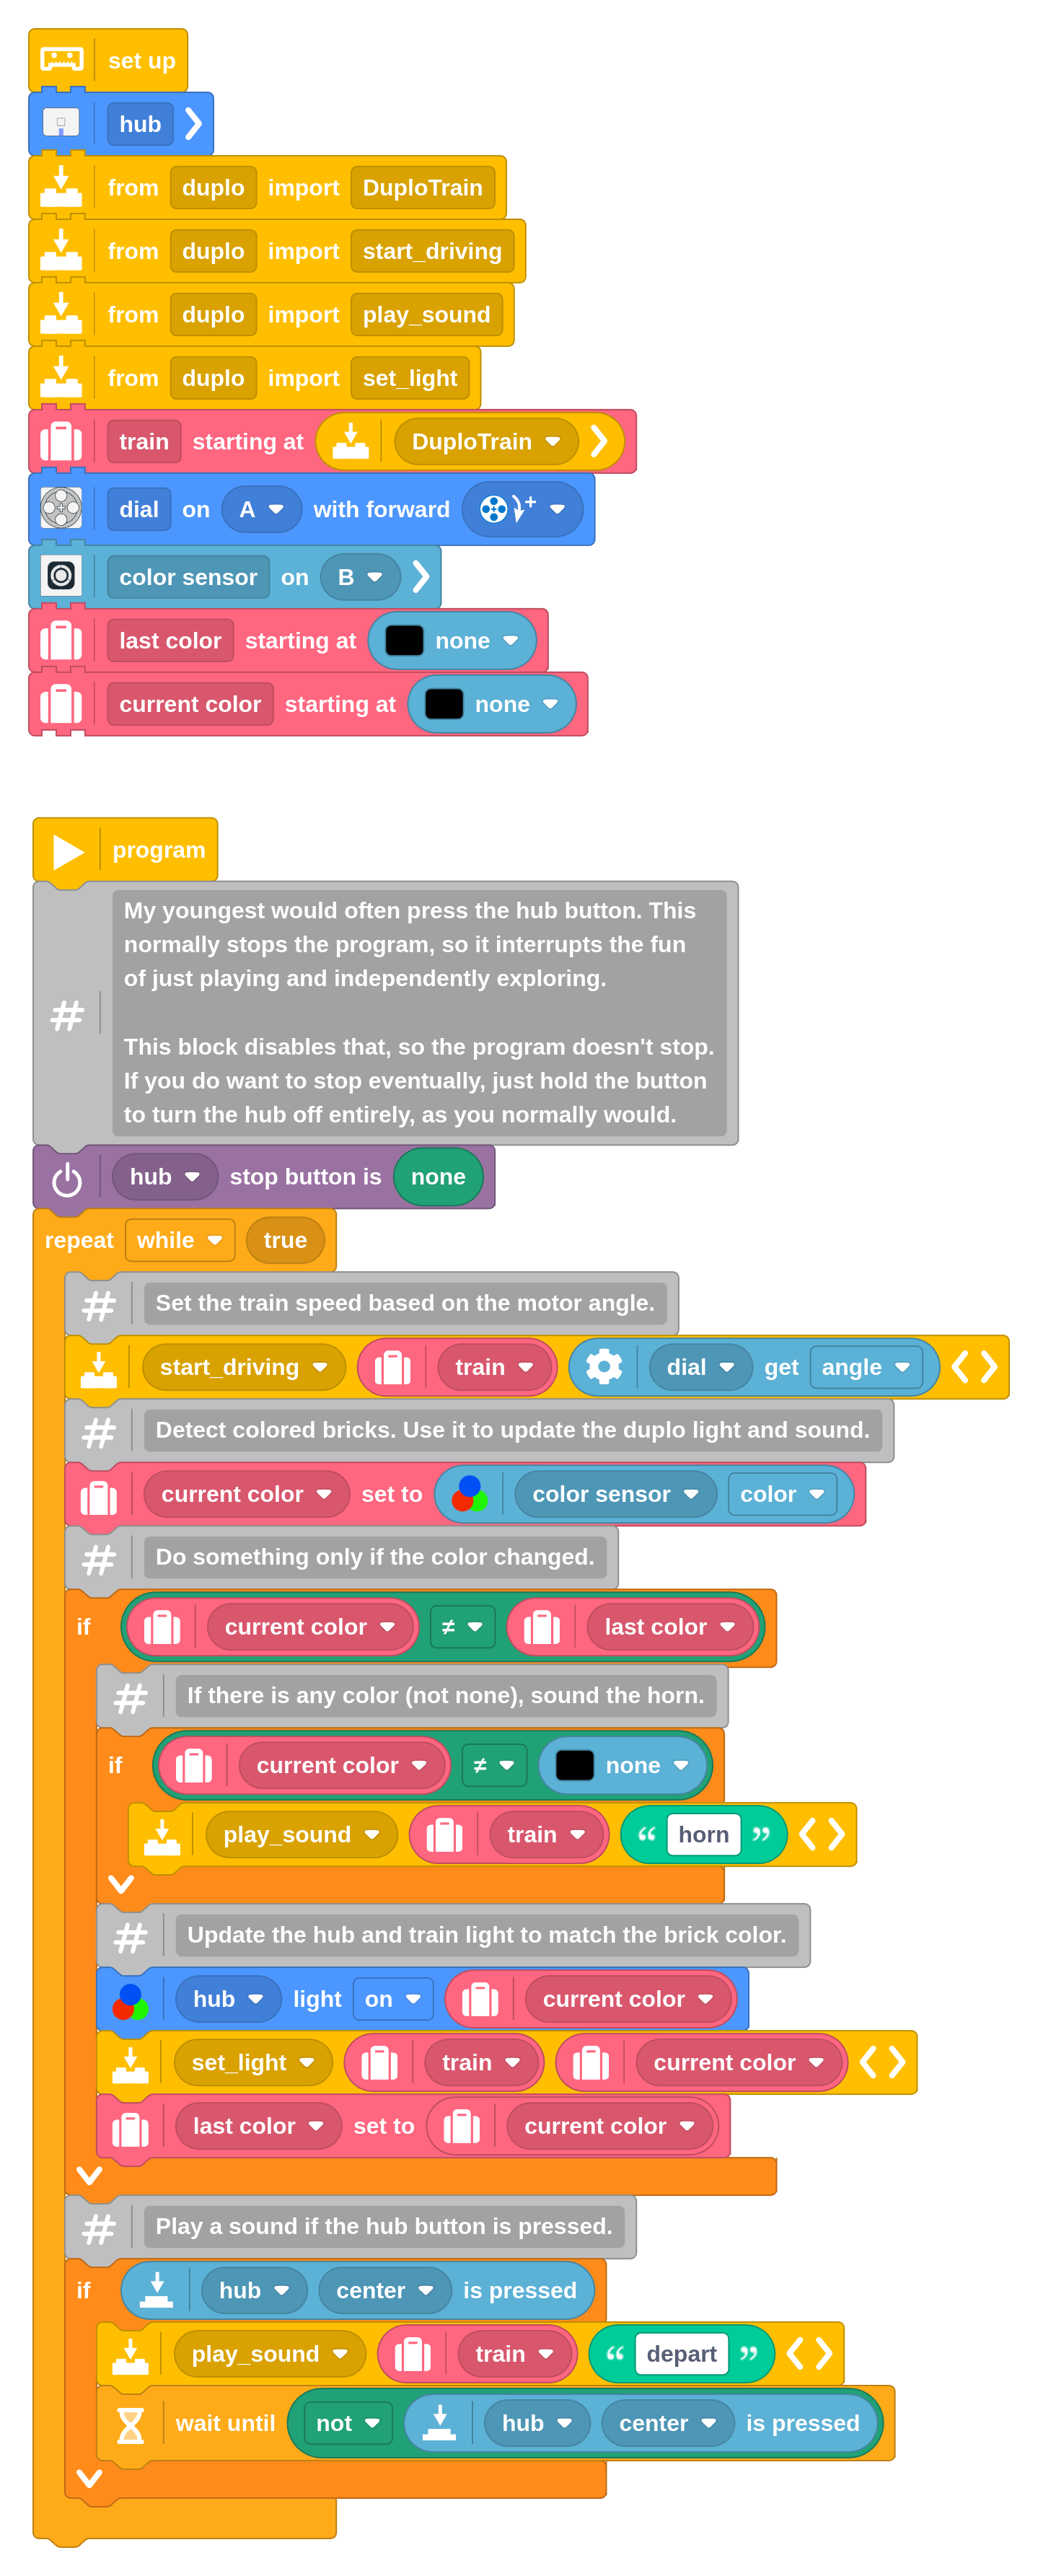 set up
hub
from duplo import DuploTrain
from duplo import start_driving
from duplo import play_sound
from duplo import set_light
train starting at DuploTrain
dial on A with forward +
color sensor on B
last color starting at none
current color starting at none
program
# My youngest would often press the hub button. This
normally stops the program, so it interrupts the fun
of just playing and independently exploring.
This block disables that, so the program doesn't stop.
If you do want to stop eventually, just hold the button
to turn the hub off entirely, as you normally would.
hub stop button is none
repeat while true
# Set the train speed based on the motor angle.
start_driving train dial get angle
# Detect colored bricks. Use it to update the duplo light and sound.
current color set to color sensor color
# Do something only if the color changed.
if current color ≠ last color
# If there is any color (not none), sound the horn.
if current color ≠ none
play_sound train “ horn ”
# Update the hub and train light to match the brick color.
hub light on current color
set_light train current color
last color set to current color
# Play a sound if the hub button is pressed.
if hub center is pressed
play_sound train “ depart ”
wait until not hub center is pressed